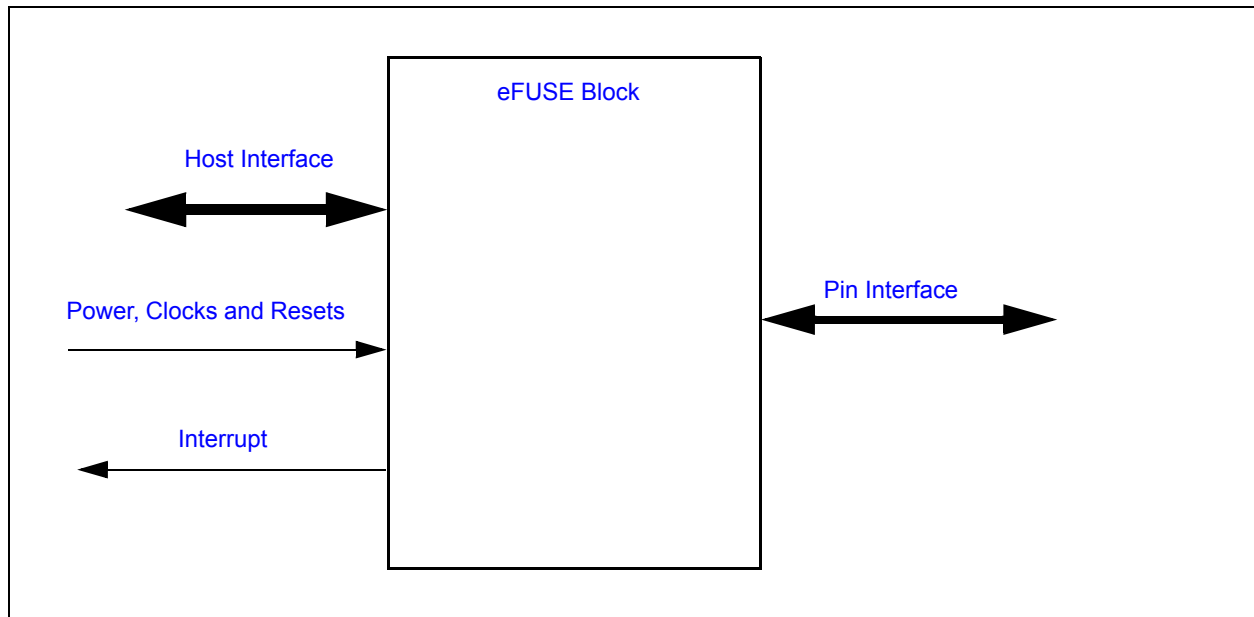 eFUSE Block
Host Interface
Pin Interface
Power, Clocks and Resets
Interrupt